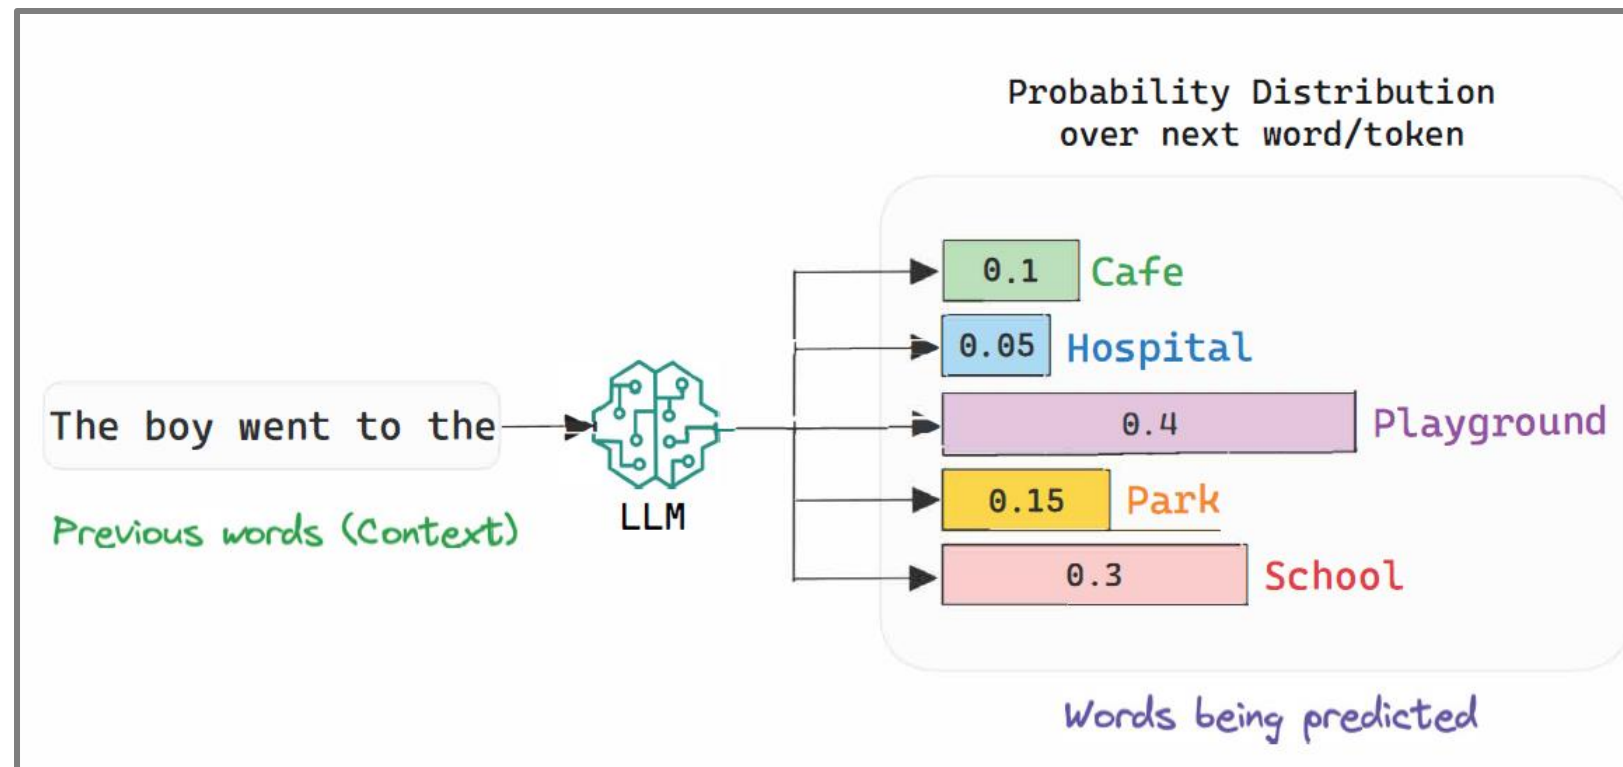 Probability Distribution
over next word/token
0.1 Cafe
0.05 Hospital
The boy went to the
0.4 Playground
0.15 Park
Previous words (Context)
LLM
0.3 School
Words being predicted